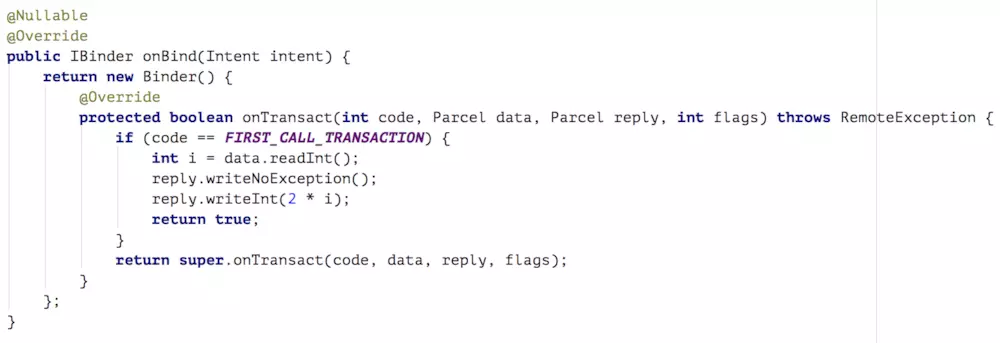 @Nullable
@Override
public IBinder onBind(Intent intent) {
    return new Binder() {
        @Override
        protected boolean onTransact(int code, Parcel data, Parcel reply, int flags) throws RemoteException {
            if (code == FIRST_CALL_TRANSACTION) {
                int i = data.readInt();
                reply.writeNoException();
                reply.writeInt(2 * i);
                return true;
            }
            return super.onTransact(code, data, reply, flags);
        }
    };
}